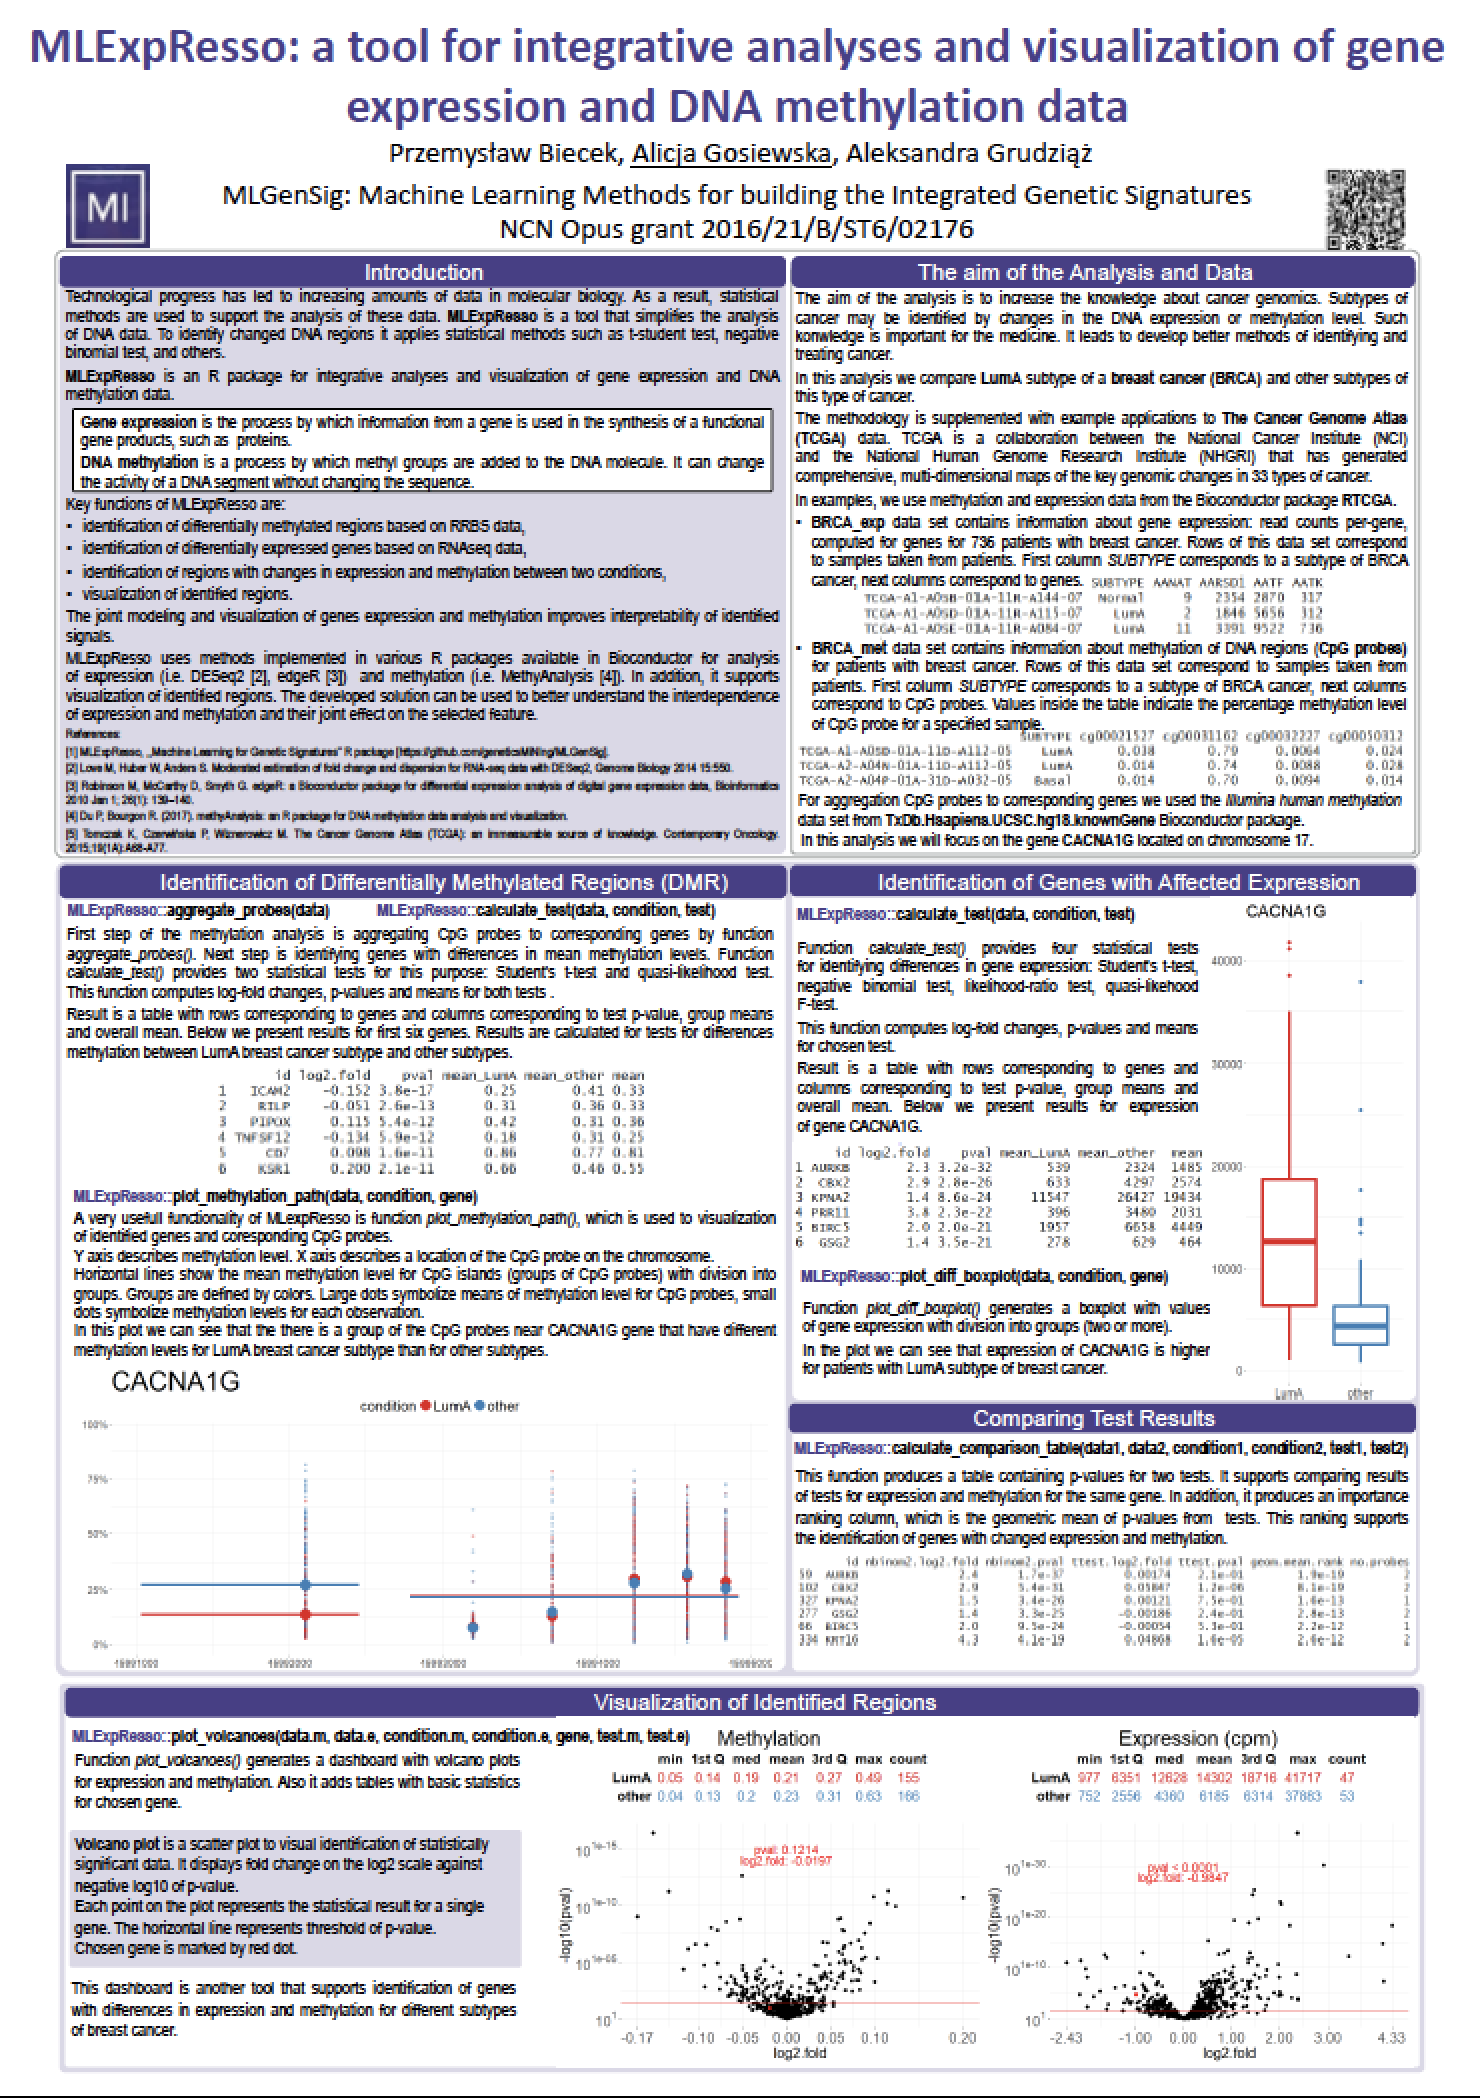 MLExpResso: a tool for integrative analyses and visualization of gene
expression and DNA methylation data
Przemysław Biecek, Alicja Gosiewska, Aleksandra Grudziąż
MI
MLGenSig: Machine Learning Methods for building the Integrated Genetic Signatures
NCN Opus grant 2016/21/B/ST6/02176
Introduction
Technological progress has led to increasing amounts of data in molecular biology. As a result, statistical
methods are used to support the analysis of these data. MLExpResso is a tool that simplifies the analysis
of DNA data. To identify changed DNA regions it applies statistical methods such as t-student test, negative
binomial test, and others.
MLExpResso is an R package for integrative analyses and visualization of gene expression and DNA
methylation data.
Gene expression is the process by which information from a gene is used in the synthesis of a functional
gene products, such as proteins.
DNA methylation is a process by which methyl groups are added to the DNA molecule. It can change
the activity of a DNA segment without changing the sequence.
Key functions of MLExpResso are:
• identification of differentially methylated regions based on RRBS data,
• identification of differentially expressed genes based on RNAseq data,
• identification of regions with changes in expression and methylation between two conditions,
• visualization of identified regions.
The joint modeling and visualization of genes expression and methylation improves interpretability of identified
signals.
MLExpResso uses methods implemented in various R packages available in Bioconductor for analysis
of expression (i.e. DESeq2 [2], edgeR [3]) and methylation (i.e. MethyAnalysis [4]). In addition, it supports
visualization of identified regions. The developed solution can be used to better understand the interdependence
of expression and methylation and their joint effect on the selected feature.
References:
[1] MLExpResso, „Machine Learning for Genetic Signatures" R package [https://github.com/geneticsMiNIng/MLGenSig].
[2] Love M, Huber W, Anders S. Moderated estimation of fold change and dispersion for RNA-seq data with DESeq2, Genome Biology 2014 15:550.
[3] Robinson M, McCarthy D, Smyth G. edgeR: a Bioconductor package for differential expression analysis of digital gene expression data, Bioinformatics
2010 Jan 1; 26(1): 139–140.
[4] Du P, Bourgon R. (2017). methyAnalysis: an R package for DNA methylation data analysis and visualization.
[5] Tomczak K, Czerwińska P, Wiznerowicz M. The Cancer Genome Atlas (TCGA): an immeasurable source of knowledge. Contemporary Oncology.
2015;19(1A):A68-A77.
The aim of the Analysis and Data
The aim of the analysis is to increase the knowledge about cancer genomics. Subtypes of
cancer may be identified by changes in the DNA expression or methylation level. Such
konwledge is important for the medicine. It leads to develop better methods of identifying and
treating cancer.
In this analysis we compare LumA subtype of a breast cancer (BRCA) and other subtypes of
this type of cancer.
The methodology is supplemented with example applications to The Cancer Genome Atlas
(TCGA) data. TCGA is a collaboration between the National Cancer Institute (NCI)
and the National Human Genome Research Institute (NHGRI) that has generated
comprehensive, multi-dimensional maps of the key genomic changes in 33 types of cancer.
In examples, we use methylation and expression data from the Bioconductor package RTCGA.
• BRCA_exp data set contains information about gene expression: read counts per-gene,
computed for genes for 736 patients with breast cancer. Rows of this data set correspond
to samples taken from patients. First column SUBTYPE corresponds to a subtype of BRCA
cancer, next columns correspond to genes.
SUBTYPE AANAT AARSD1 AATF AATK
TCGA-A1-A0SB-01A-11R-A144-07 Normal 9 2354 2870 317
TCGA-A1-A0SD-01A-11R-A115-07 LumA 2 1846 5656 312
TCGA-A1-A0SE-01A-11R-A084-07 LumA 11 3391 9522 736
• BRCA_met data set contains information about methylation of DNA regions (CpG probes)
for patients with breast cancer. Rows of this data set correspond to samples taken from
patients. First column SUBTYPE corresponds to a subtype of BRCA cancer, next columns
correspond to CpG probes. Values inside the table indicate the percentage methylation level
of CpG probe for a specified sample.
SUBTYPE cg00021527 cg00031162 cg00032227 cg00050312
TCGA-A1-A0SD-01A-11D-A112-05 LumA 0.038 0.79 0.0064 0.024
TCGA-A2-A04N-01A-11D-A112-05 LumA 0.014 0.74 0.0088 0.028
TCGA-A2-A04P-01A-31D-A032-05 Basal 0.014 0.70 0.0094 0.014
For aggregation CpG probes to corresponding genes we used the Illumina human methylation
data set from TxDb.Hsapiens.UCSC.hg18.knownGene Bioconductor package.
In this analysis we will focus on the gene CACNA1G located on chromosome 17.
Identification of Differentially Methylated Regions (DMR)
MLExpResso::aggregate_probes(data) MLExpResso::calculate_test(data, condition, test)
First step of the methylation analysis is aggregating CpG probes to corresponding genes by function
aggregate_probes(). Next step is identifying genes with differences in mean methylation levels. Function
calculate_test() provides two statistical tests for this purpose: Student's t-test and quasi-likelihood test.
This function computes log-fold changes, p-values and means for both tests .
Result is a table with rows corresponding to genes and columns corresponding to test p-value, group means
and overall mean. Below we present results for first six genes. Results are calculated for tests for differences
methylation between LumA breast cancer subtype and other subtypes.
id log2.fold pval mean_LumA mean_other mean
1 ICAM2 -0.152 3.8e-17 0.25 0.41 0.33
2 RILP -0.051 2.6e-13 0.31 0.36 0.33
3 PIPOX 0.115 5.4e-12 0.42 0.31 0.36
4 TNFSF12 -0.134 5.9e-12 0.18 0.31 0.25
5 CD7 0.098 1.6e-11 0.86 0.77 0.81
6 KSR1 0.200 2.1e-11 0.66 0.46 0.55
MLExpResso::plot_methylation_path(data, condition, gene)
A very usefull functionality of MLexpResso is function plot_methylation_path(), which is used to visualization
of identified genes and coresponding CpG probes.
Y axis describes methylation level. X axis describes a location of the CpG probe on the chromosome.
Horizontal lines show the mean methylation level for CpG islands (groups of CpG probes) with division into
groups. Groups are defined by colors. Large dots symbolize means of methylation level for CpG probes, small
dots symbolize methylation levels for each observation.
In this plot we can see that the there is a group of the CpG probes near CACNA1G gene that have different
methylation levels for LumA breast cancer subtype than for other subtypes.
CACNA1G
condition LumA other
100%
75%
50%
25%
0%
Identification of Genes with Affected Expression
MLExpResso::calculate_test(data, condition, test)
Function calculate_test() provides four statistical tests
for identifying differences in gene expression: Student's t-test,
negative binomial test, likelihood-ratio test, quasi-likehood
F-test.
This function computes log-fold changes, p-values and means
for chosen test.
Result is a table with rows corresponding to genes and
columns corresponding to test p-value, group means and
overall mean. Below we present results for expression
of gene CACNA1G.
id log2.fold pval mean_LumA mean_other mean
1 AURKB 2.3 3.2e-32 539 2324 1485
2 CBX2 2.9 2.8e-26 633 4297 2574
3 KPNA2 1.4 8.6e-24 11547 26427 19434
4 PRR11 3.8 2.3e-22 396 3480 2031
5 BIRC5 2.0 2.0e-21 1957 6658 4449
6 GSG2 1.4 3.5e-21 278 629 464
MLExpResso::plot_diff_boxplot(data, condition, gene)
Function plot_diff_boxplot() generates a boxplot with values
of gene expression with division into groups (two or more).
In the plot we can see that expression of CACNA1G is higher
for patients with LumA subtype of breast cancer.
CACNA1G
40000
30000
20000
10000
0
LumA other
Comparing Test Results
MLExpResso::calculate_comparison_table(data1, data2, condition1, condition2, test1, test2)
This function produces a table containing p-values for two tests. It supports comparing results
of tests for expression and methylation for the same gene. In addition, it produces an importance
ranking column, which is the geometric mean of p-values from tests. This ranking supports
the identification of genes with changed expression and methylation.
id nbinom2.log2.fold nbinom2.pval ttest.log2.fold ttest.pval geom.mean.rank no.probes
59 AURKB 2.4 1.7e-37 0.00174 2.1e-01 1.9e-19 2
102 CBX2 2.9 5.4e-31 0.05847 1.2e-06 8.1e-19 2
327 KPNA2 1.5 3.4e-26 0.00121 7.5e-01 1.6e-13 1
277 GSG2 1.4 3.3e-25 -0.00186 2.4e-01 2.8e-13 2
66 BIRC5 2.0 9.5e-24 -0.00054 5.3e-01 2.2e-12 1
334 KRT16 4.3 4.1e-19 0.04868 1.6e-05 2.6e-12 2
Visualization of Identified Regions
MLExpResso::plot_volcanoes(data.m, data.e, condition.m, condition.e, gene, test.m, test.e)
Function plot_volcanoes() generates a dashboard with volcano plots
for expression and methylation. Also it adds tables with basic statistics
for chosen gene.
Volcano plot is a scatter plot to visual identification of statistically
significant data. It displays fold change on the log2 scale against
negative log10 of p-value.
Each point on the plot represents the statistical result for a single
gene. The horizontal line represents threshold of p-value.
Chosen gene is marked by red dot.
This dashboard is another tool that supports identification of genes
with differences in expression and methylation for different subtypes
of breast cancer.
Methylation
min 1st Q med mean 3rd Q max count
LumA 0.05 0.14 0.19 0.21 0.27 0.49 155
other 0.04 0.13 0.2 0.23 0.31 0.63 166
pval: 0.1214
log2.fold: -0.0197
-log10(pval)
10^1e-15
10^1e-10
10^1e-05
10^1
-0.17 -0.10 -0.05 0.00 0.05 0.10 0.20
log2.fold
Expression (cpm)
min 1st Q med mean 3rd Q max count
LumA 977 6351 12628 14302 18716 41717 47
other 752 2556 4360 6185 6314 37883 53
pval < 0.0001
log2.fold: -0.9847
-log10(pval)
10^1e-30
10^1e-20
10^1e-10
10^1
-2.43 -1.00 0.00 1.00 2.00 3.00 4.33
log2.fold